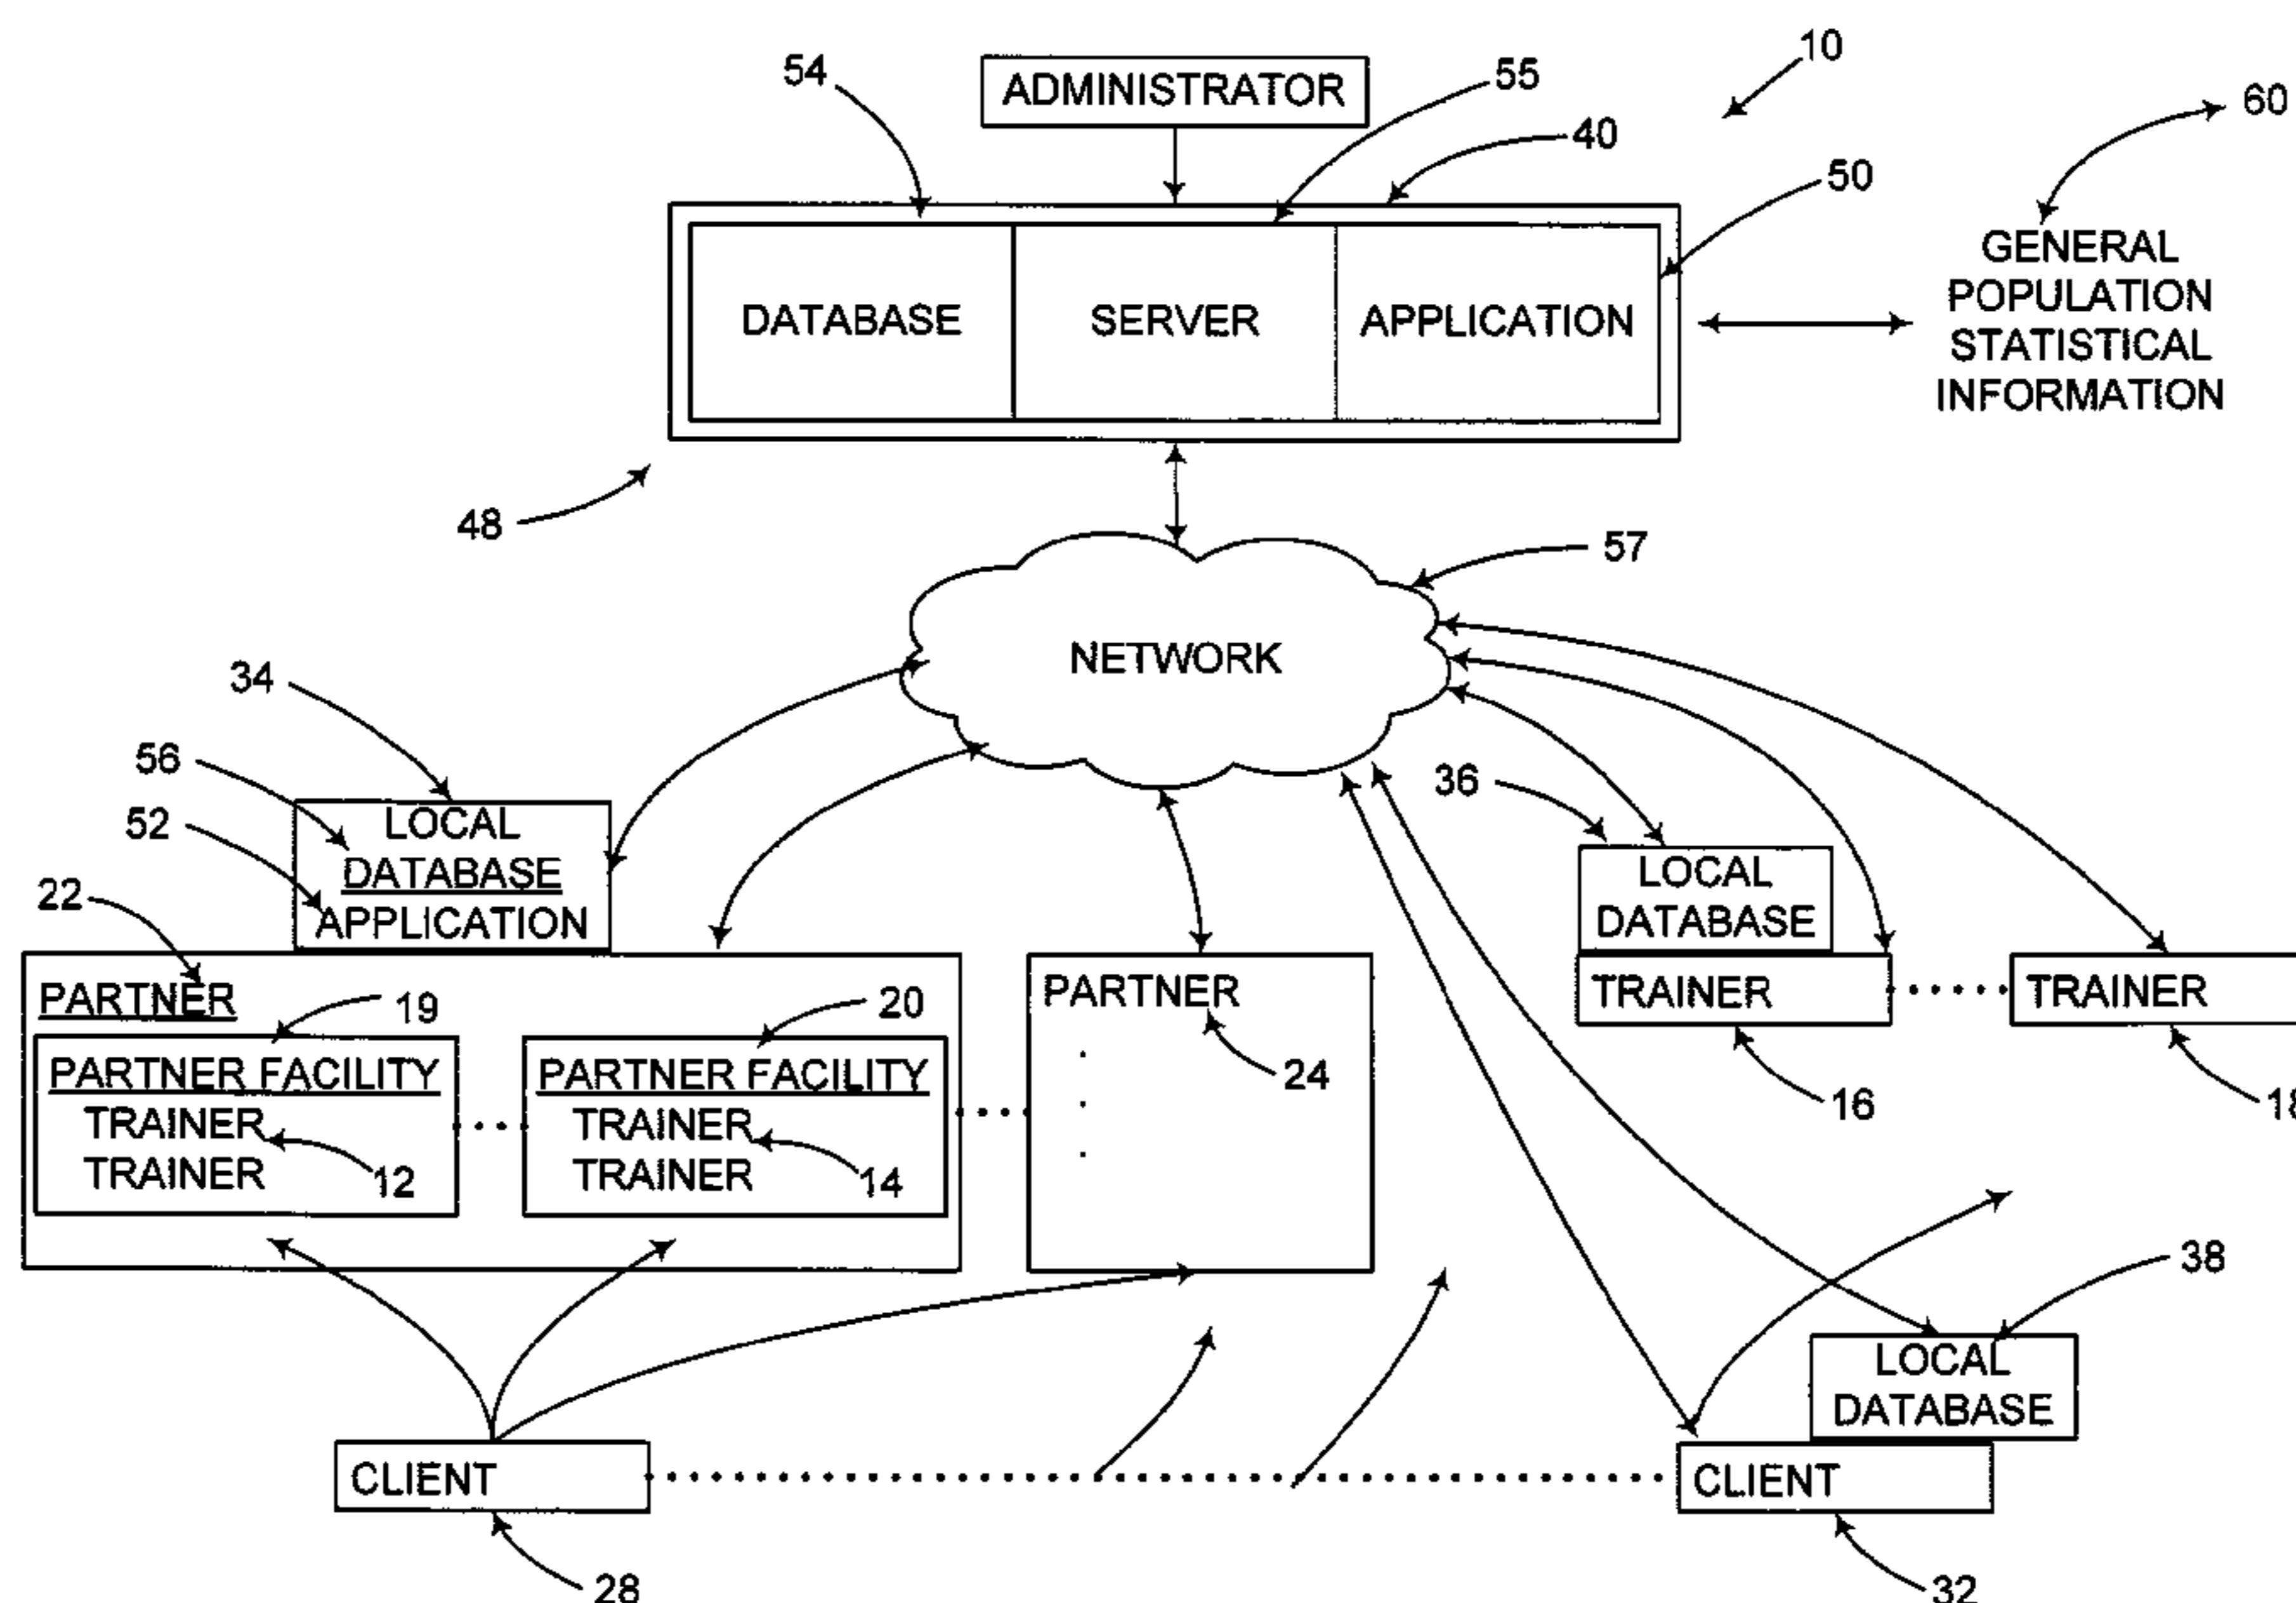 10
54
ADMINISTRATOR
55
60
40
50
GENERAL
POPULATION
STATISTICAL
INFORMATION
DATABASE
SERVER
APPLICATION
48
57
NETWORK
34
56
52
LOCAL
DATABASE
APPLICATION
36
LOCAL
DATABASE
22
PARTNER
19
20
PARTNER
24
TRAINER
TRAINER
PARTNER FACILITY
TRAINER
TRAINER
12
PARTNER FACILITY
TRAINER
TRAINER
14
16
18
38
LOCAL
DATABASE
CLIENT
CLIENT
28
32